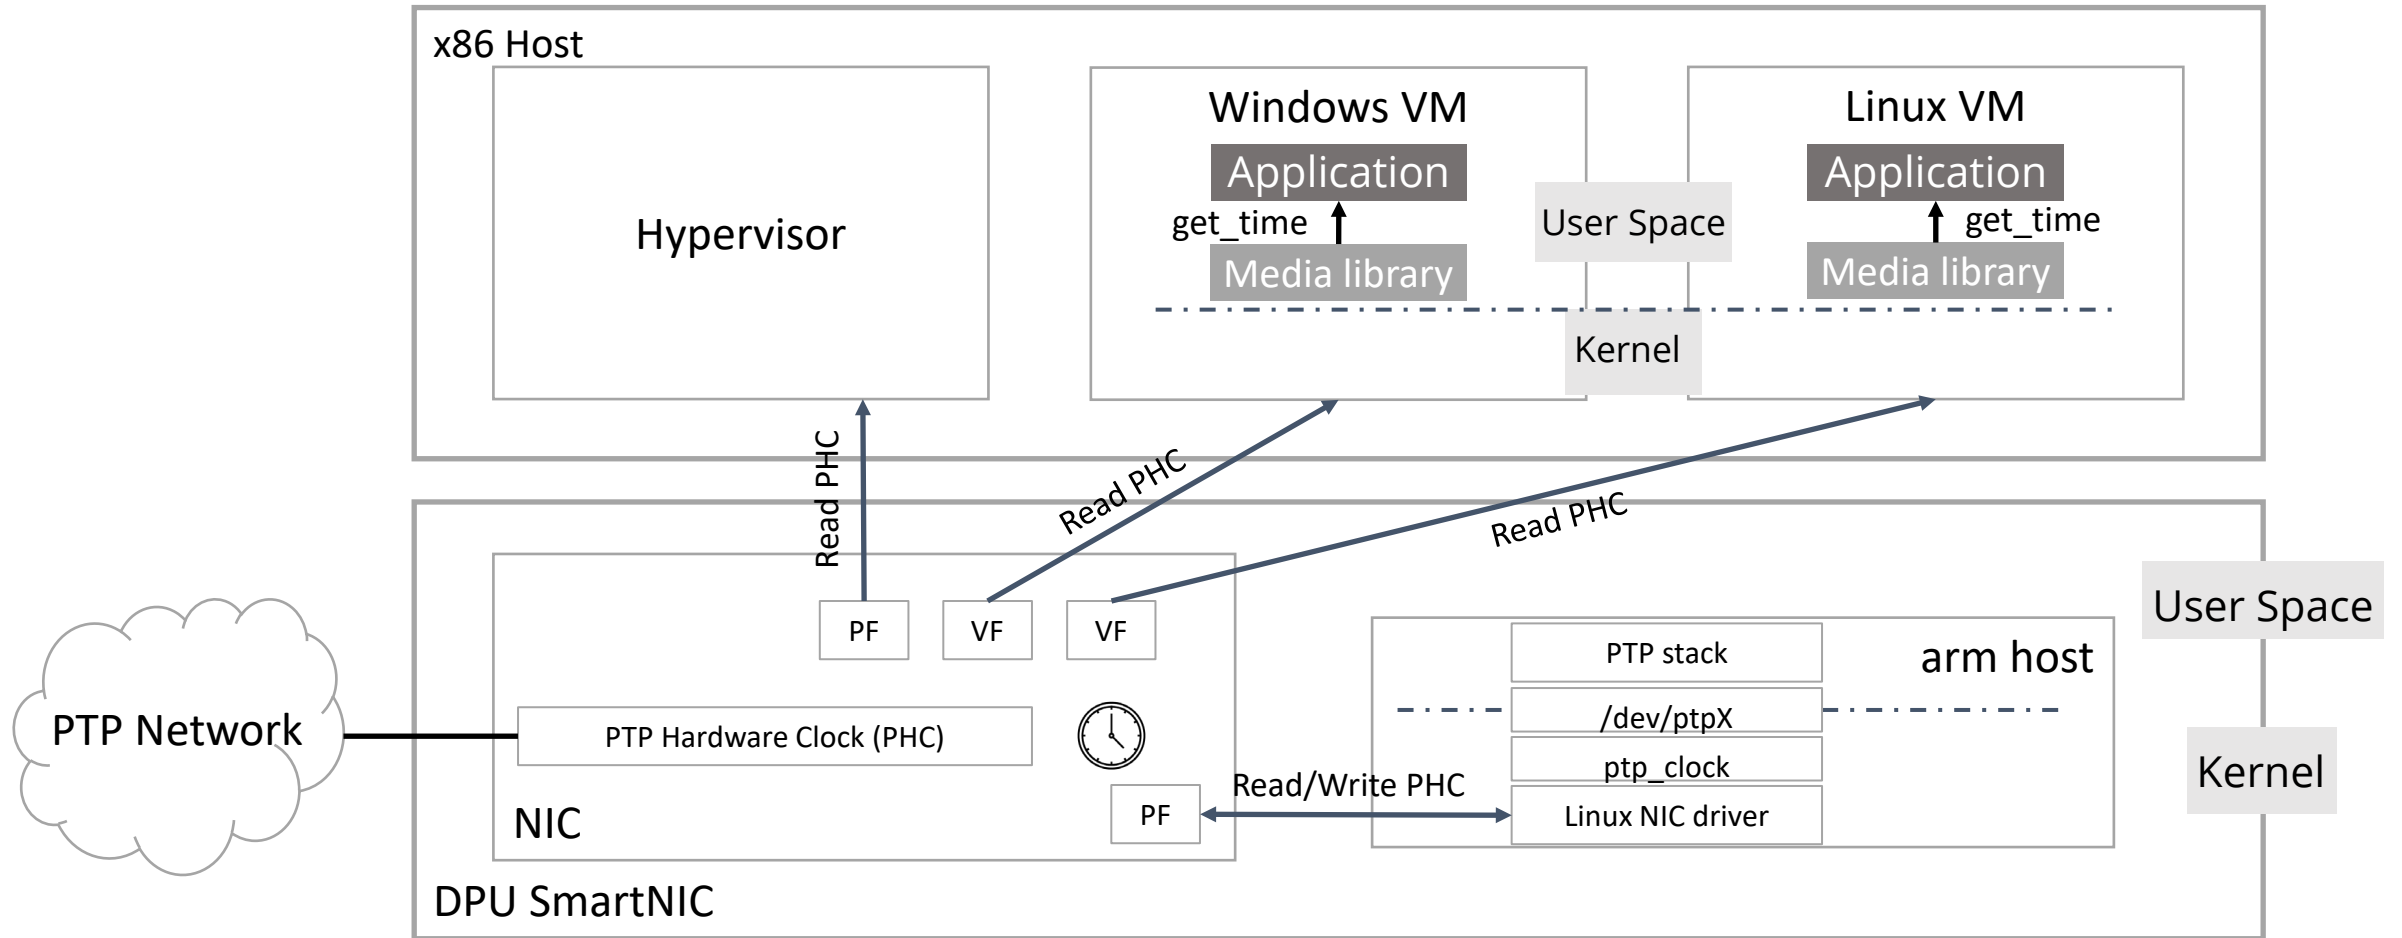 x86 Host
Hypervisor
Windows VM
Application
get_time
Media library
User Space
Kernel
Linux VM
Application
get_time
Media library
Read PHC
Read PHC
Read PHC
PTP Network
PF
VF
VF
PTP Hardware Clock (PHC)
PF
NIC
DPU SmartNIC
Read/Write PHC
PTP stack
/dev/ptpX
ptp_clock
Linux NIC driver
arm host
User Space
Kernel